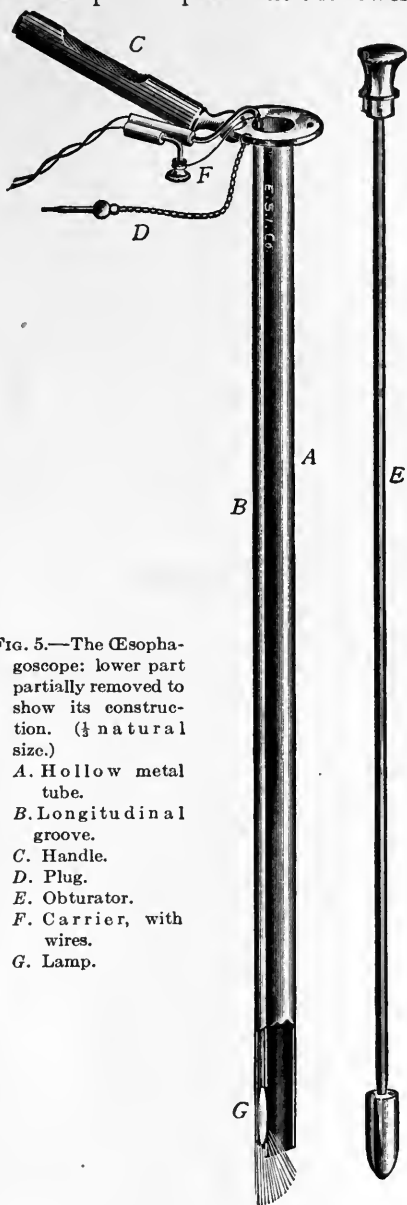 C
F
D
E. S. I. Co.
A
B
E
FIG. 5.—The Œsopha-
goscope: lower part
partially removed to
show its construc-
tion. (⅓ natural
size.)
A. Hollow metal
tube.
B. Longitudinal
groove.
C. Handle.
D. Plug.
E. Obturator.
F. Carrier, with
wires.
G. Lamp.
G